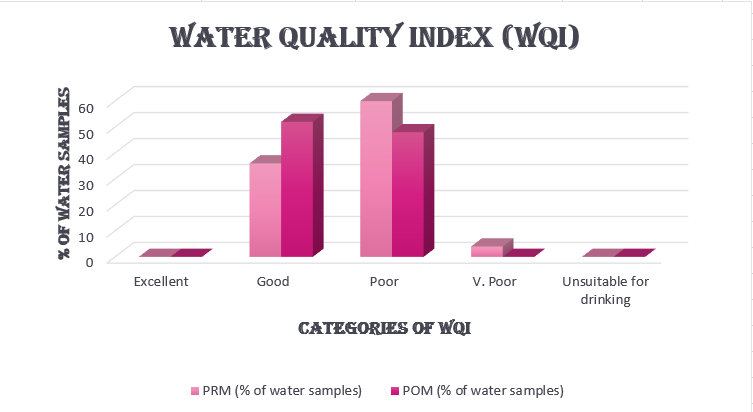 WATER QUALITY INDEX (WQI)
% OF WATER SAMPLES
60
50
40
30
20
10
0
Excellent
Good
Poor
V. Poor
Unsuitable for
drinking
CATEGORIES OF WQI
PRM (% of water samples)
POM (% of water samples)